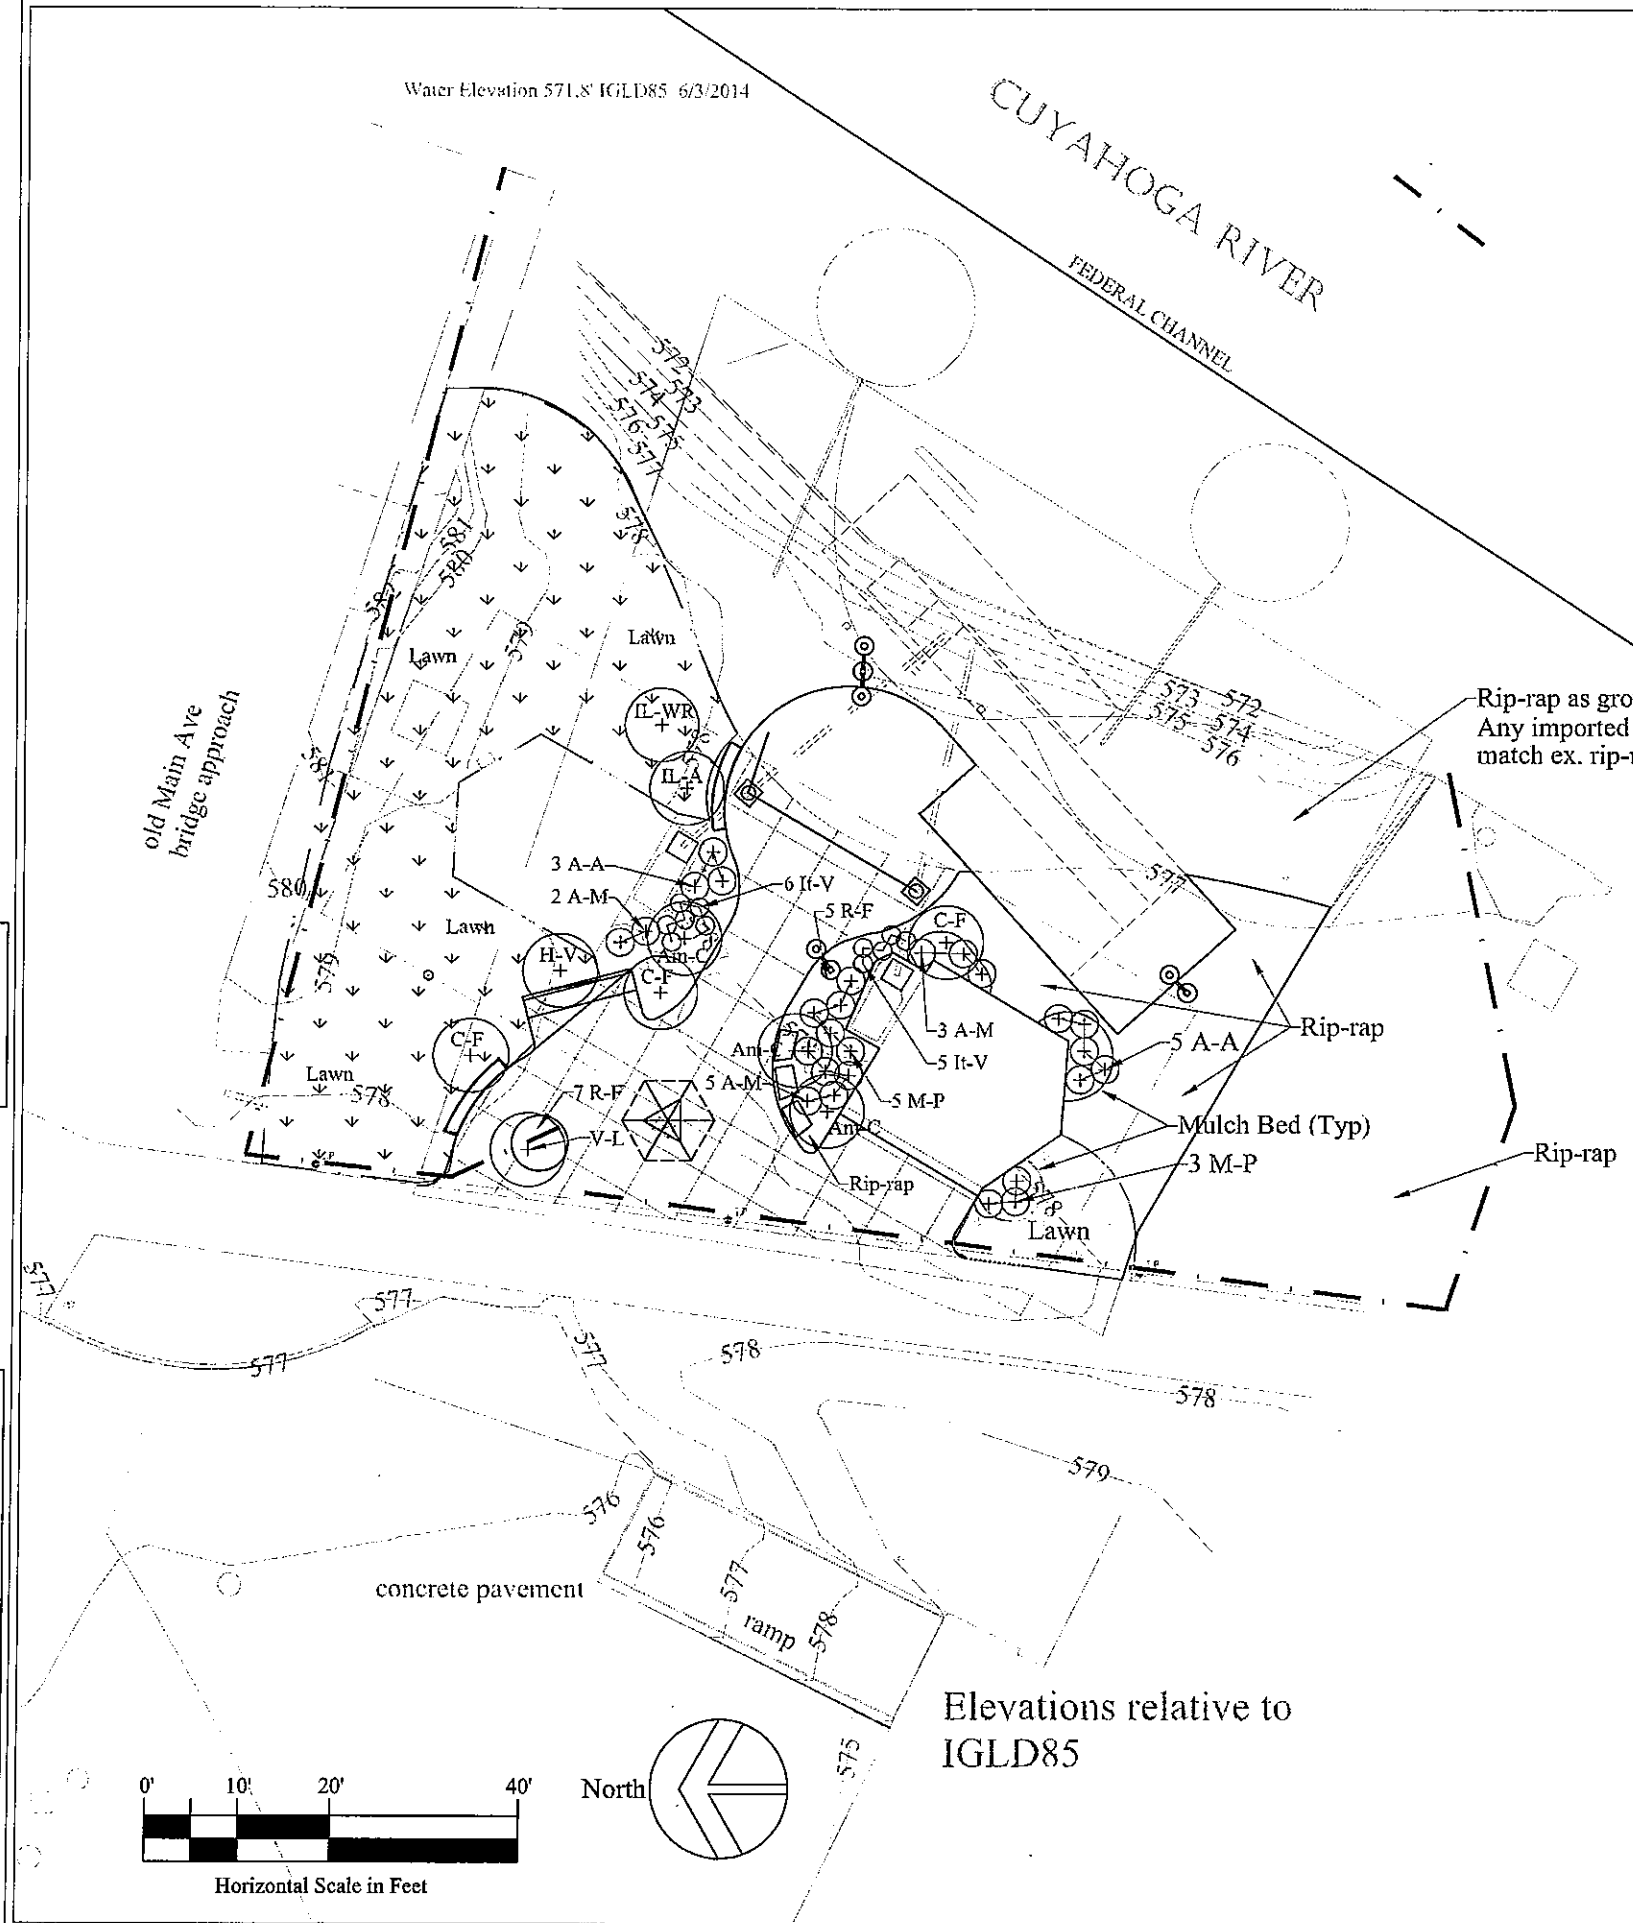 Water Elevation 571.8' IGLD85 6/3/2014
CUYAHOGA RIVER
FEDERAL CHANNEL
572
573
574
575
576
577
578
581
580
582
579
Lawn
Lawn
old Main Ave
bridge approach
IL-WR
IL-A
573 572
575 574
576
Rip-rap as gro
Any imported
match ex. rip-r
3 A-A
2 A-M
6 It-V
5 R-F
C-F
577
580
579
Lawn
H-V
Am-C
C-F
C-F
Lawn
578
3 A-M
5 It-V
Rip-rap
5 A-A
Am-C
5 A-M
7 R-F
V-L
5 M-P
Am-C
Mulch Bed (Typ)
3 M-P
Rip-rap
Rip-rap
578
Lawn
577
577
577
577
578
578
579
576
576
577
578
ramp
concrete pavement
575
Elevations relative to
IGLD85
North
0' 10' 20' 40'
Horizontal Scale in Feet